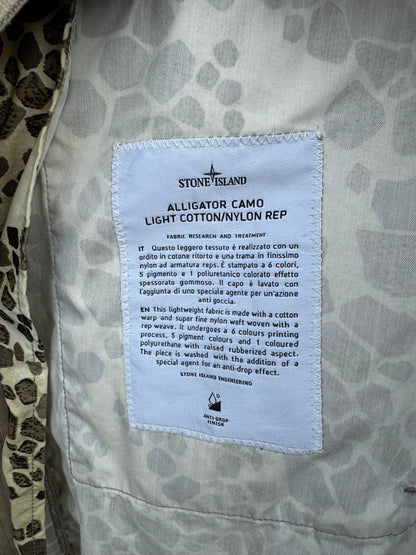 STONE ISLAND
ALLIGATOR CAMO
LIGHT COTTON/NYLON REP
FABRIC RESEARCH AND TREATMENT
IT Questo leggero tessuto è realizzato con un
ordito in cotone ritorto e una trama in finissimo
nylon ad armatura reps. È stampato a 6 colori,
5 pigmento e 1 poliuretanico colorato effetto
spessorato gommoso. Il capo è lavato con
l'aggiunta di uno speciale agente per un'azione
anti goccia.
EN This lightweight fabric is made with a cotton
warp and super fine nylon weft woven with a
rep weave. It undergoes a 6 colours printing
process, 5 pigment colours and 1 coloured
polyurethane with raised rubberized aspect.
The piece is washed with the addition of a
special agent for an anti-drop effect.
STONE ISLAND ENGINEERING
ANTI-DROP
FINISH